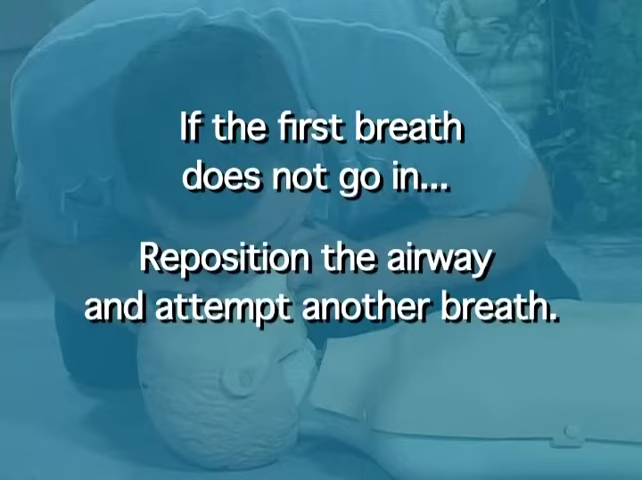 If the first breath
does not go in...
Reposition the airway
and attempt another breath.